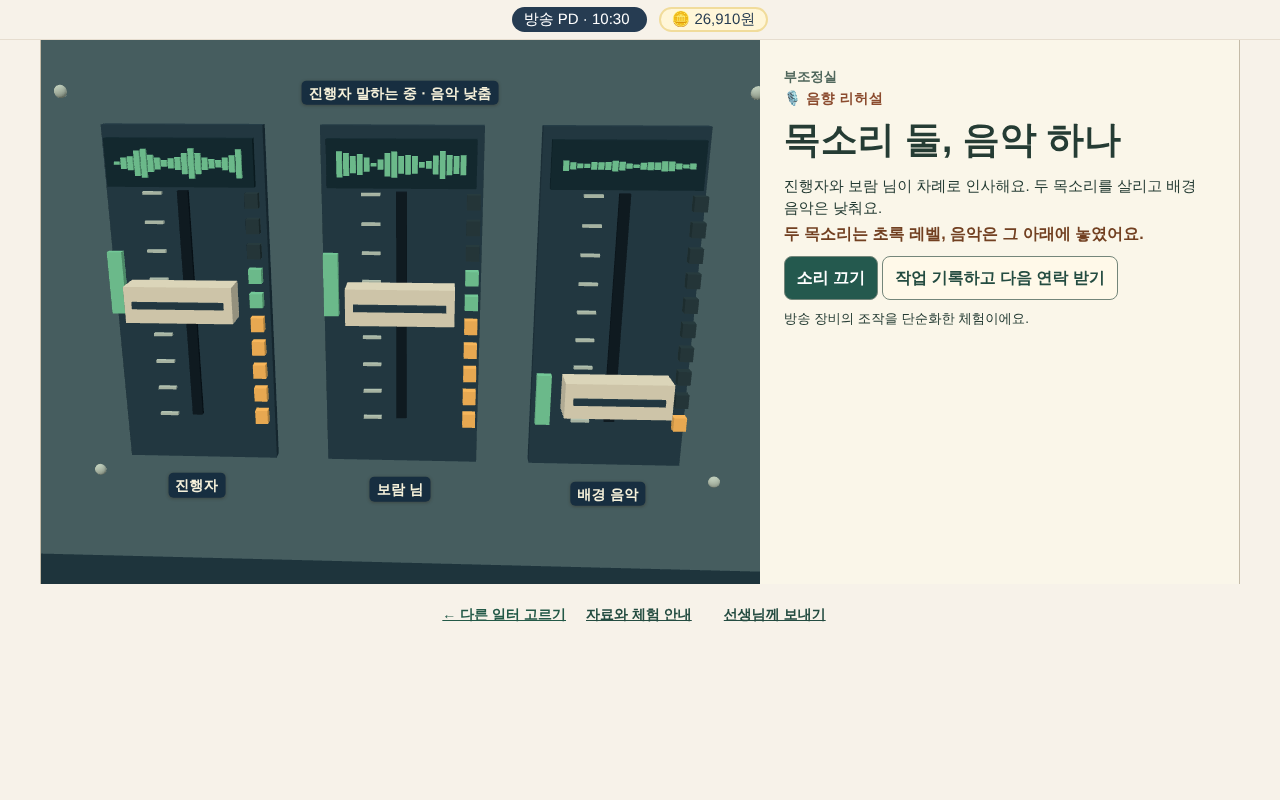 방송 PD · 10:30
26,910원
진행자 말하는 중 · 음악 낮춤
진행자
보람 님
배경 음악
부조정실
음향 리허설
목소리 둘, 음악 하나
진행자와 보람 님이 차례로 인사해요. 두 목소리를 살리고 배경
음악은 낮춰요.
두 목소리는 초록 레벨, 음악은 그 아래에 놓였어요.
소리 끄기
작업 기록하고 다음 연락 받기
방송 장비의 조작을 단순화한 체험이에요.
← 다른 일터 고르기
자료와 체험 안내
선생님께 보내기